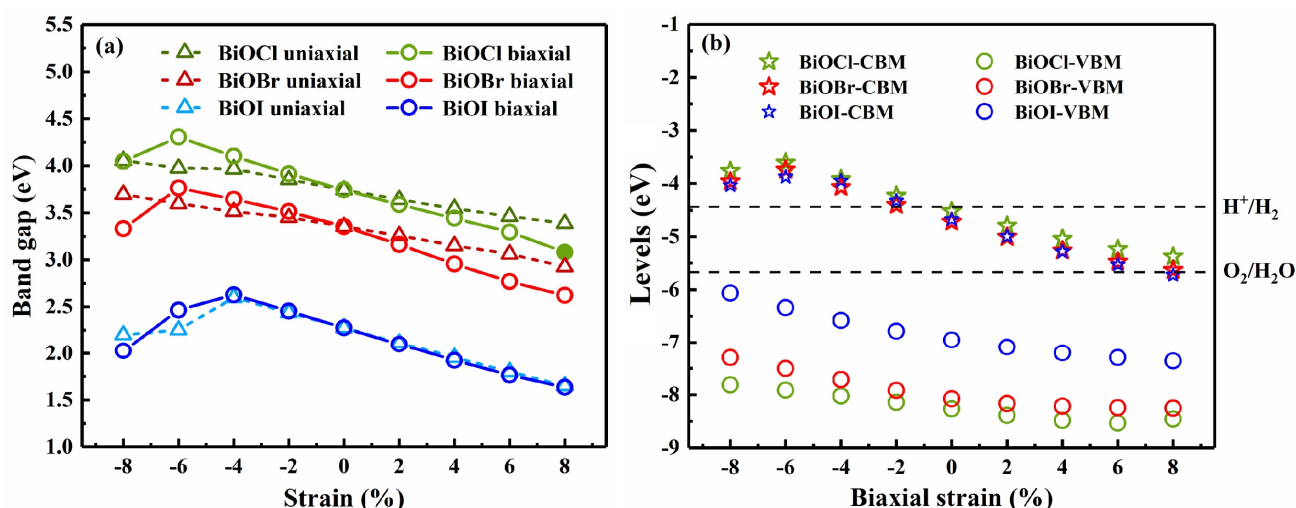 (a)
BiOCl uniaxial
BiOCl biaxial
BiOBr uniaxial
BiOBr biaxial
BiOI uniaxial
BiOI biaxial
Band gap (eV)
5.5
5.0
4.5
4.0
3.5
3.0
2.5
2.0
1.5
1.0
-8 -6 -4 -2 0 2 4 6 8
Strain (%)
(b)
BiOCl-CBM
BiOCl-VBM
BiOBr-CBM
BiOBr-VBM
BiOI-CBM
BiOI-VBM
Levels (eV)
-1
-2
-3
-4
-5
-6
-7
-8
-9
H⁺/H₂
O₂/H₂O
-8 -6 -4 -2 0 2 4 6 8
Biaxial strain (%)